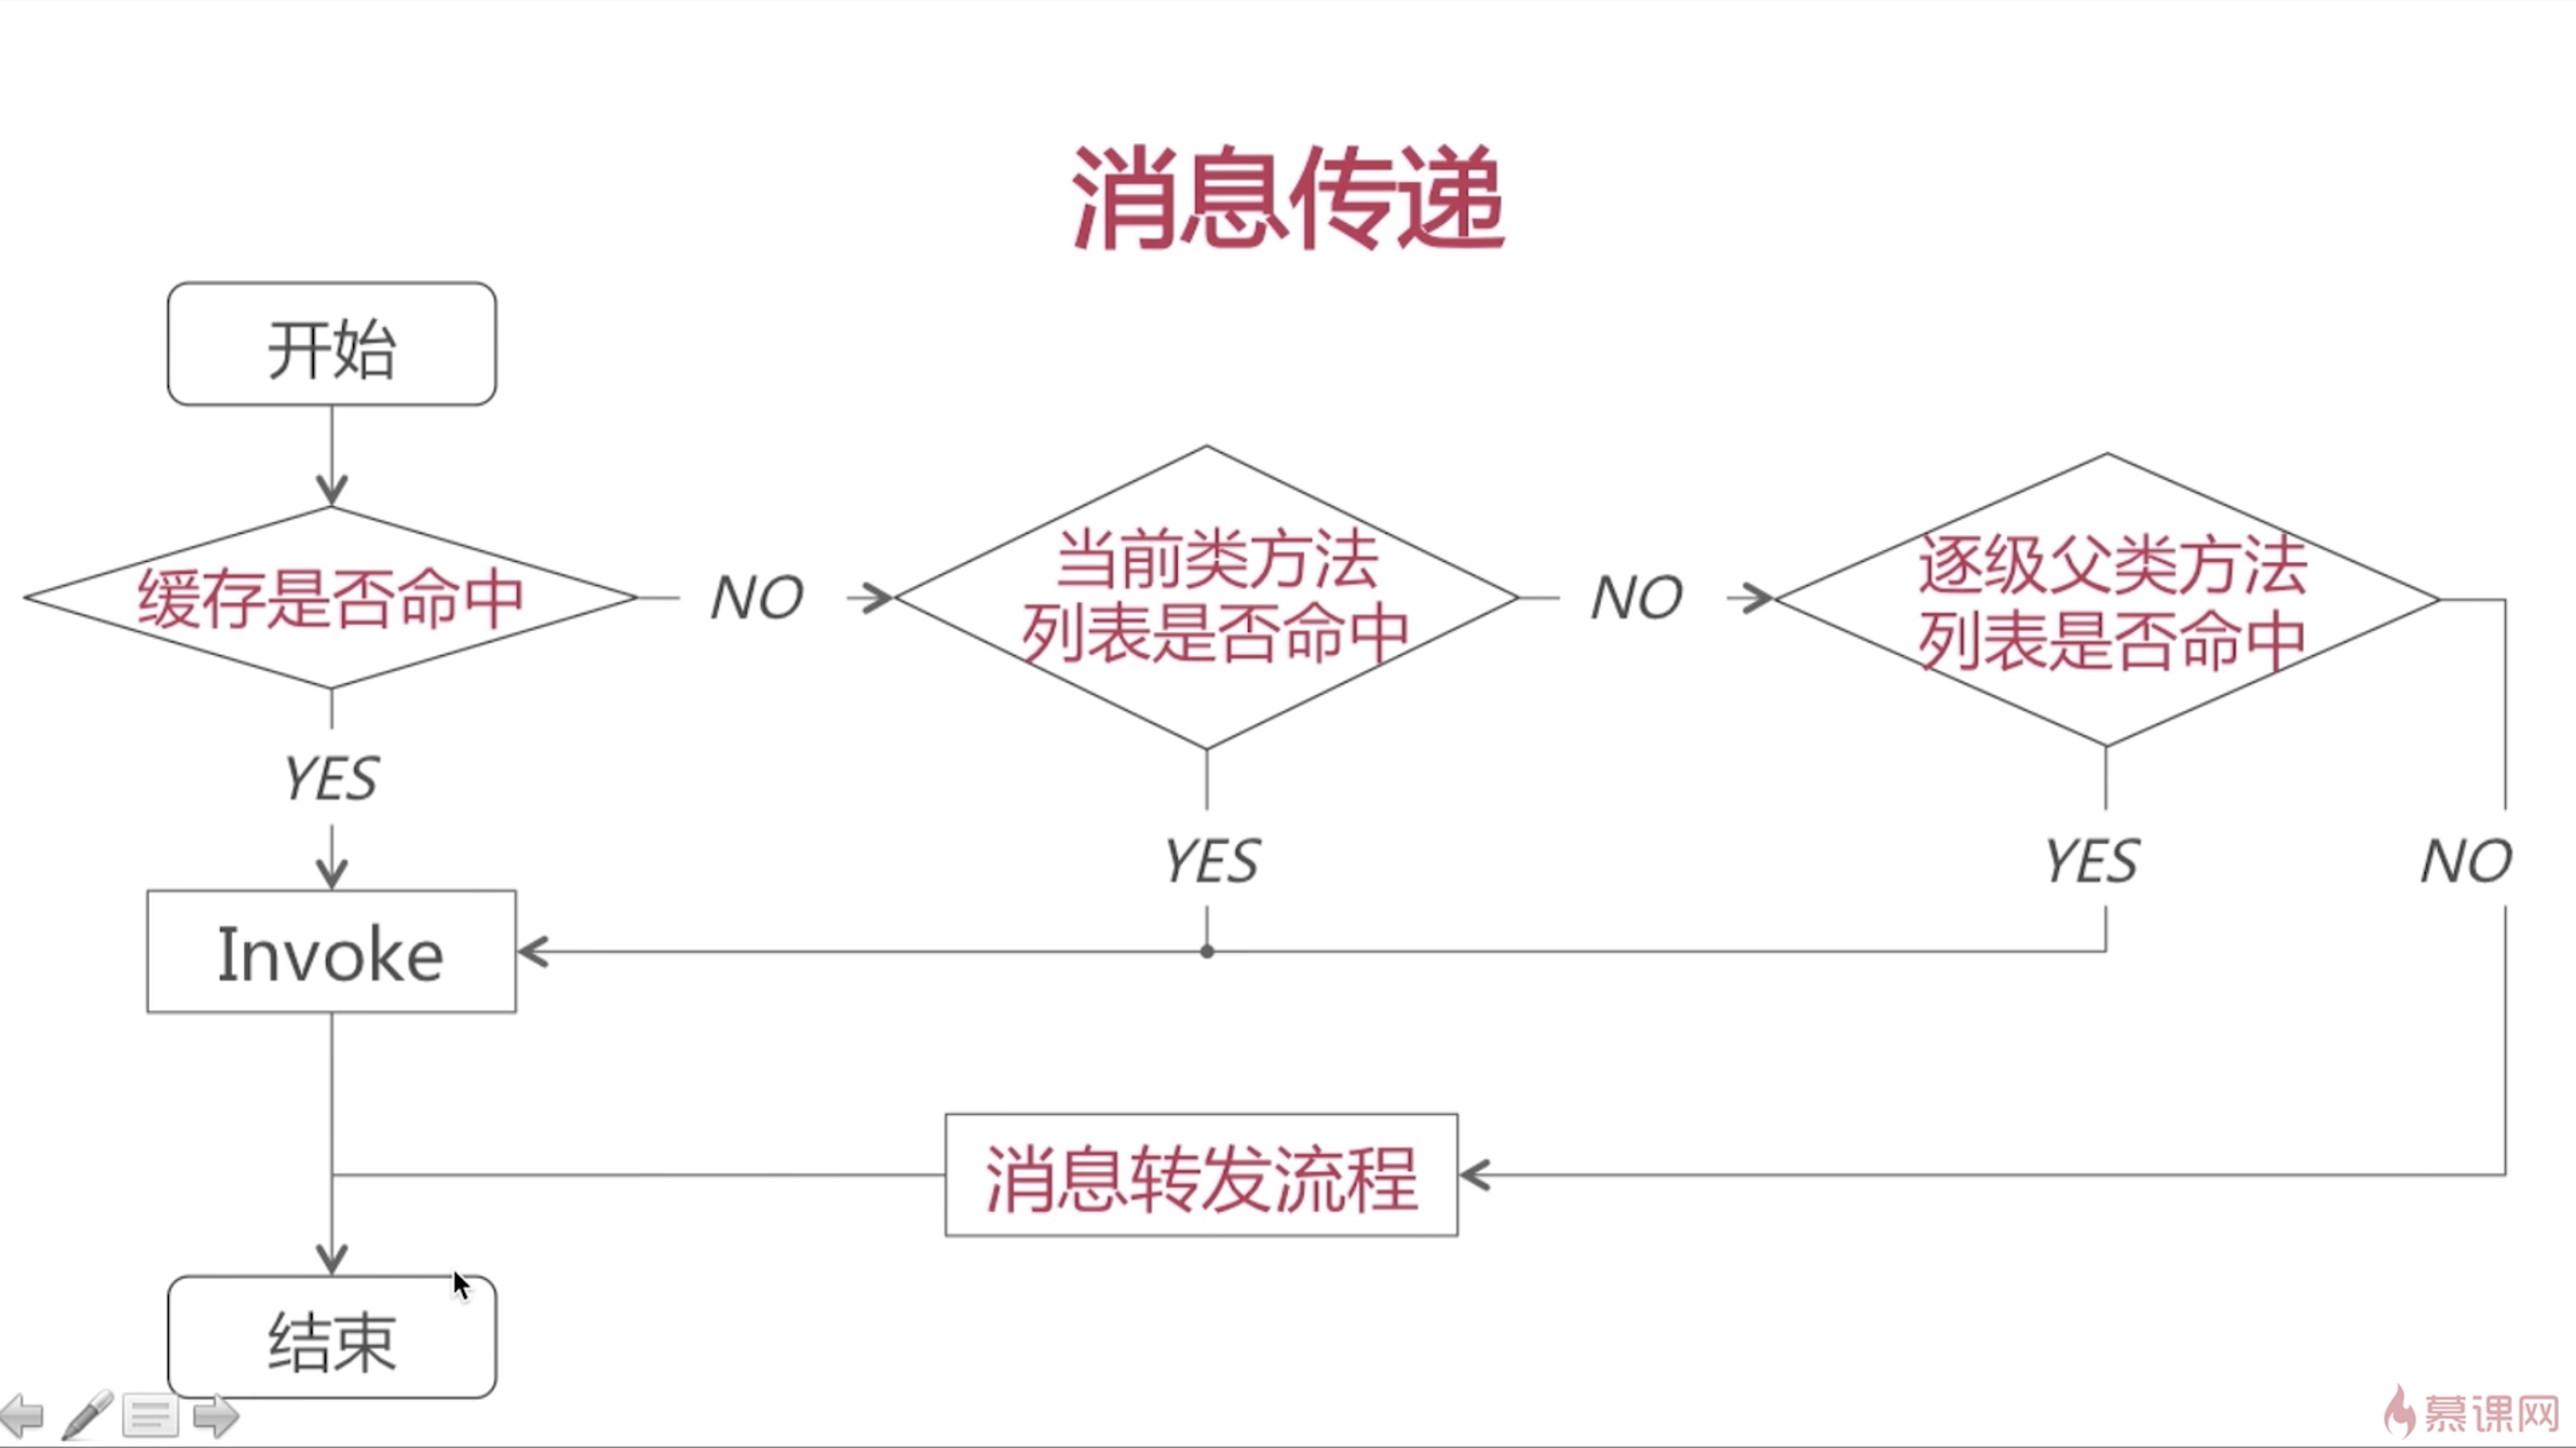 消息传递
开始
缓存是否命中
NO
当前类方法
列表是否命中
NO
逐级父类方法
列表是否命中
YES
YES
YES
NO
Invoke
消息转发流程
结束
慕课网